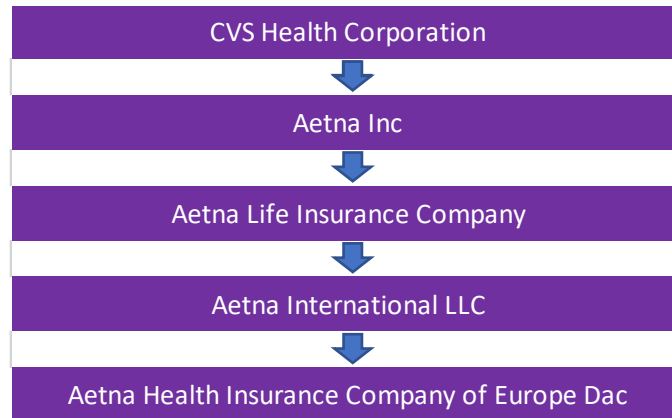 CVS Health Corporation
Aetna Inc
Aetna Life Insurance Company
Aetna International LLC
Aetna Health Insurance Company of Europe Dac